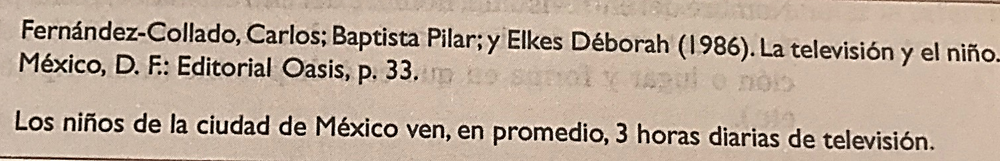 Fernández-Collado, Carlos; Baptista Pilar; y Elkes Déborah (1986). La televisión y el niño.
México, D. F.: Editorial Oasis, p. 33.
Los niños de la ciudad de México ven, en promedio, 3 horas diarias de televisión.